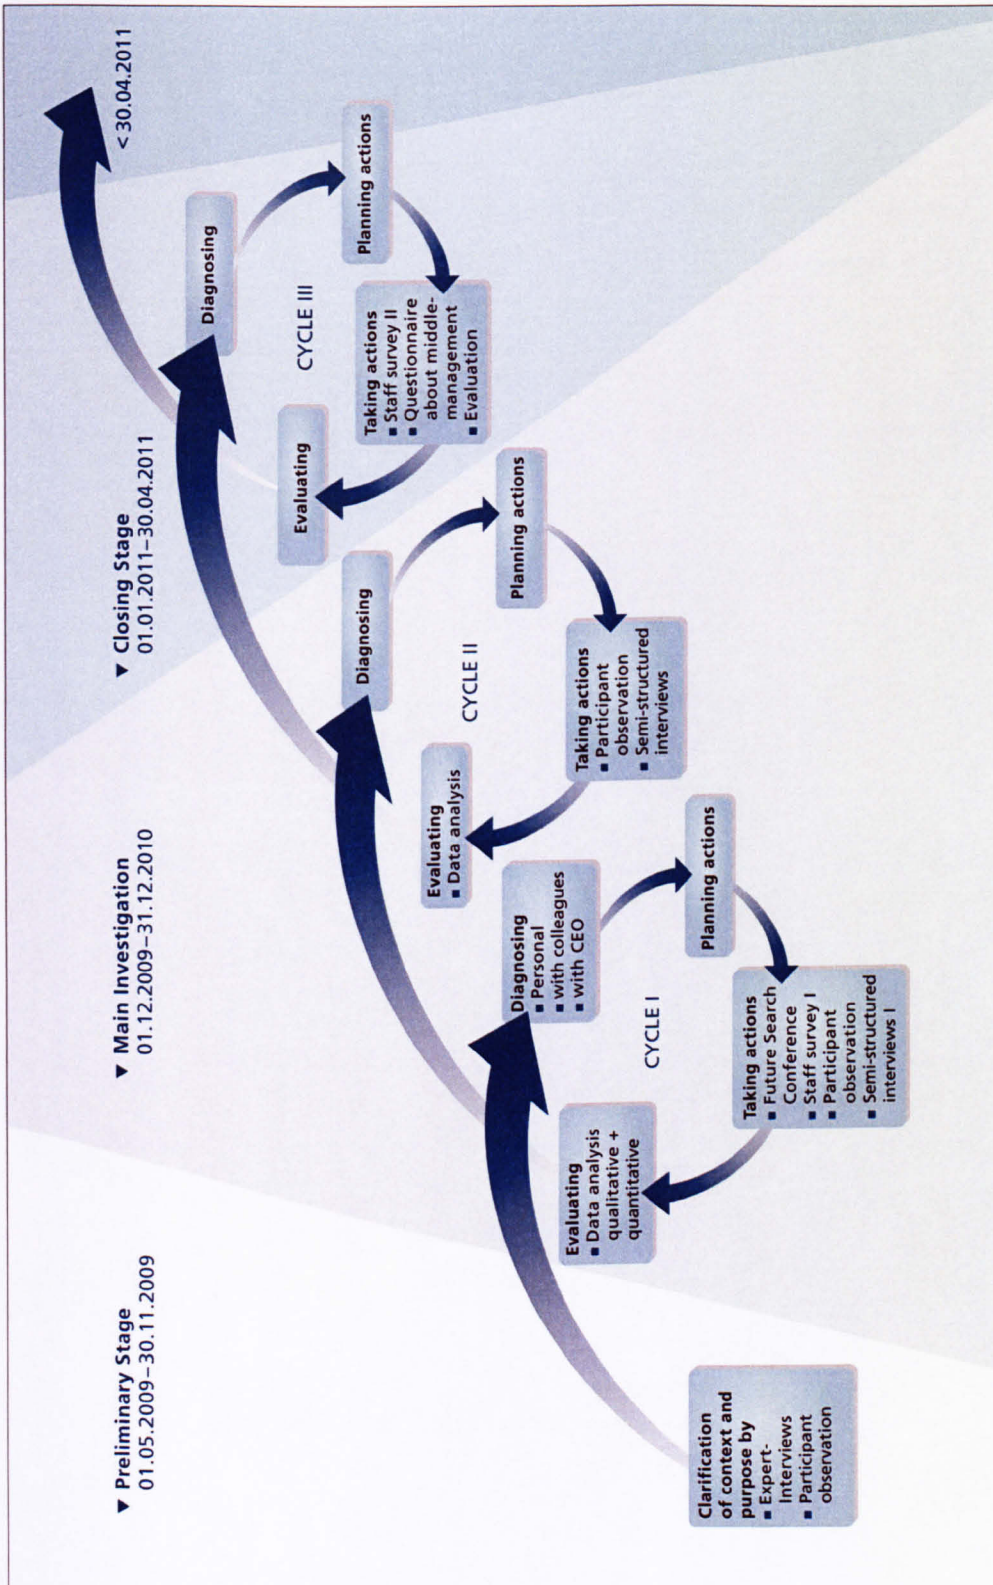 ▼ Preliminary Stage
01.05.2009–30.11.2009
▼ Main Investigation
01.12.2009–31.12.2010
▼ Closing Stage
01.01.2011–30.04.2011
<30.04.2011
Clarification
of context and
purpose by
■ Expert-
Interviews
■ Participant
observation
Diagnosing
■ Personal
■ with colleagues
■ with CEO
Planning actions
Taking actions
■ Future Search
Conference
■ Staff survey I
■ Participant
observation
■ Semi-structured
interviews I
Evaluating
■ Data analysis
qualitative +
quantitative
CYCLE I
Diagnosing
Planning actions
Taking actions
■ Participant
observation
■ Semi-structured
interviews
Evaluating
■ Data analysis
CYCLE II
Diagnosing
Planning actions
Taking actions
■ Staff survey II
■ Questionnaire
about middle-
management
■ Evaluation
Evaluating
CYCLE III